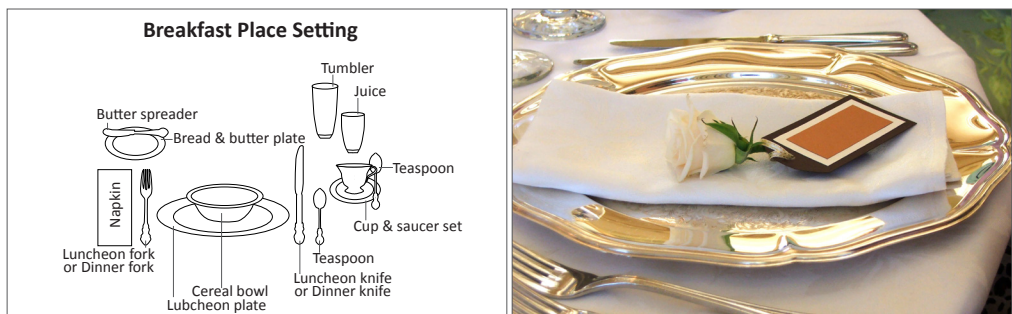 Breakfast Place Setting
Tumbler
Juice
Butter spreader
Bread & butter plate
Teaspoon
Napkin
Cup & saucer set
Luncheon fork
or Dinner fork
Teaspoon
Luncheon knife
or Dinner knife
Cereal bowl
Lubcheon plate